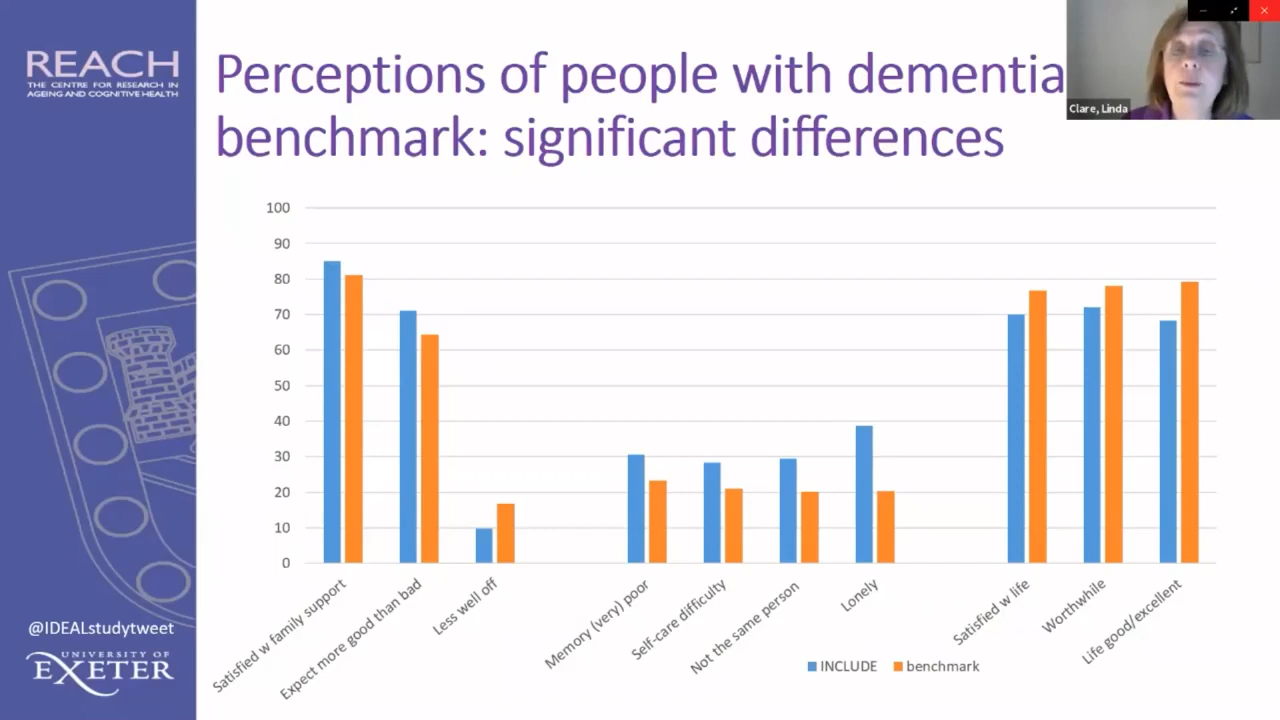 REACH
THE CENTRE FOR RESEARCH IN
AGEING AND COGNITIVE HEALTH
Perceptions of people with dementia
benchmark: significant differences
Clare, Linda
100
90
80
70
60
50
40
30
20
10
0
Satisfied w family support
Expect more good than bad
Less well off
Memory (very) poor
Self-care difficulty
Not the same person
Lonely
Satisfied w life
Worthwhile
Life good/excellent
INCLUDE
benchmark
@IDEALstudytweet
UNIVERSITY OF
EXETER